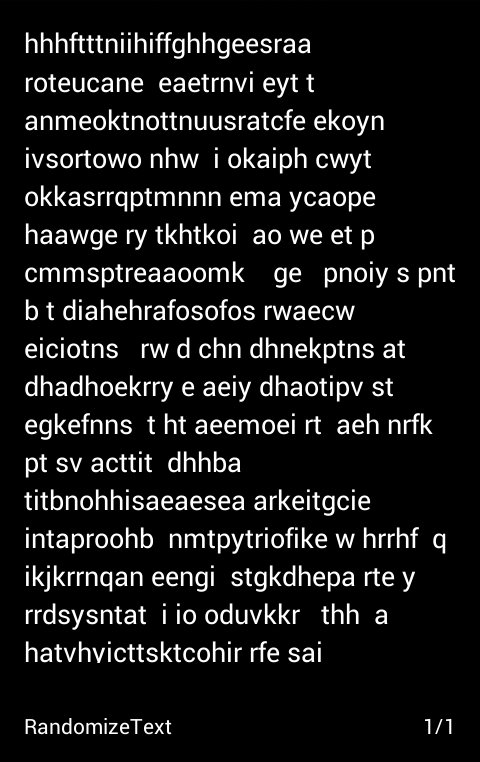 hhhftttniihiffghhgeesraa
roteucane  eaetrnvi eyt t
anmeoktnottnuusratcfe ekoyn
ivsortowo nhw  i okaiph cwyt
okkasrrqptmnnn ema ycaope
haawge ry tkhtkoi  ao we et p
cmmsptreaaoomk    ge   pnoiy s pnt
b t diahehrafosofos rwaecw
eiciotns   rw d chn dhnekptns at
dhadhoekrry e aeiy dhaotipv st
egkefnns  t ht aeemoei rt  aeh nrfk
pt sv acttit  dhhba
titbnohhisaeaesea arkeitgcie
intaproohb  nmtpytriofike w hrrhf  q
ikjkrrnqan eengi  stgkdhepa rte y
rrdsysntat  i io oduvkkr   thh  a
hatvhvicttsktcohir rfe sai
RandomizeText 1/1